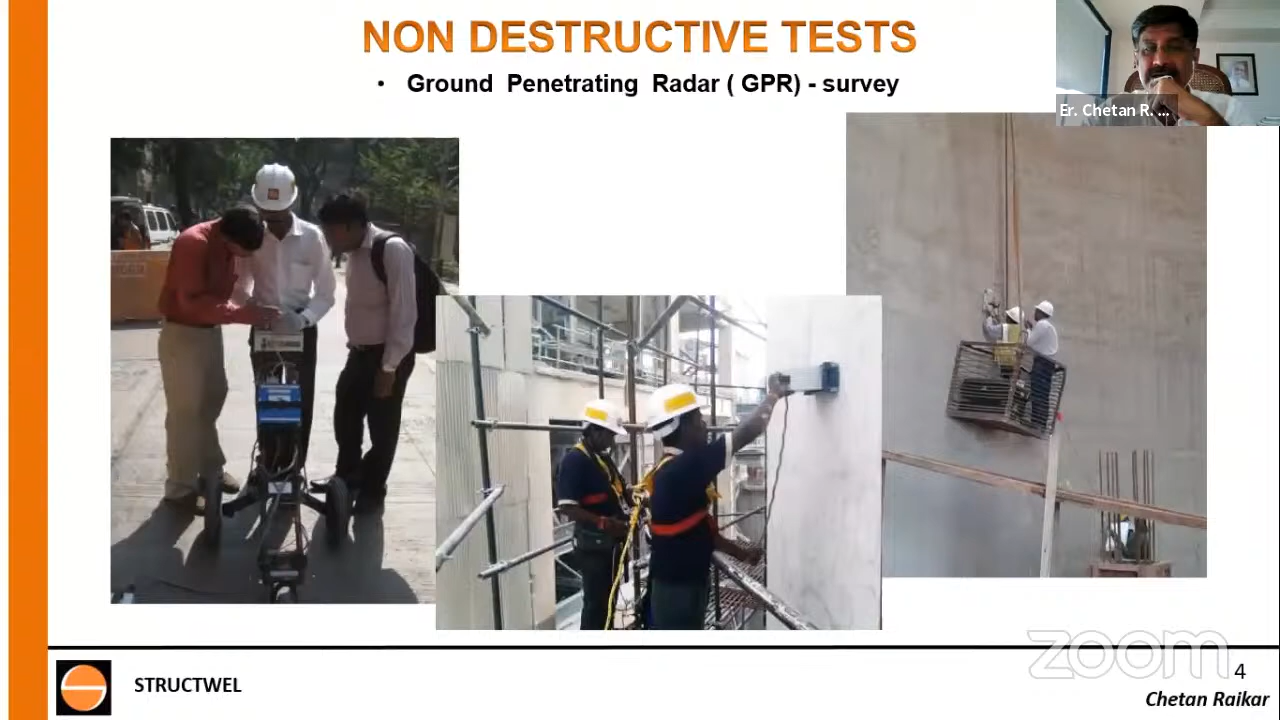 NON DESTRUCTIVE TESTS
• Ground Penetrating Radar ( GPR) - survey
Er. Chetan R. ...
zoom
4
STRUCTWEL
Chetan Raikar